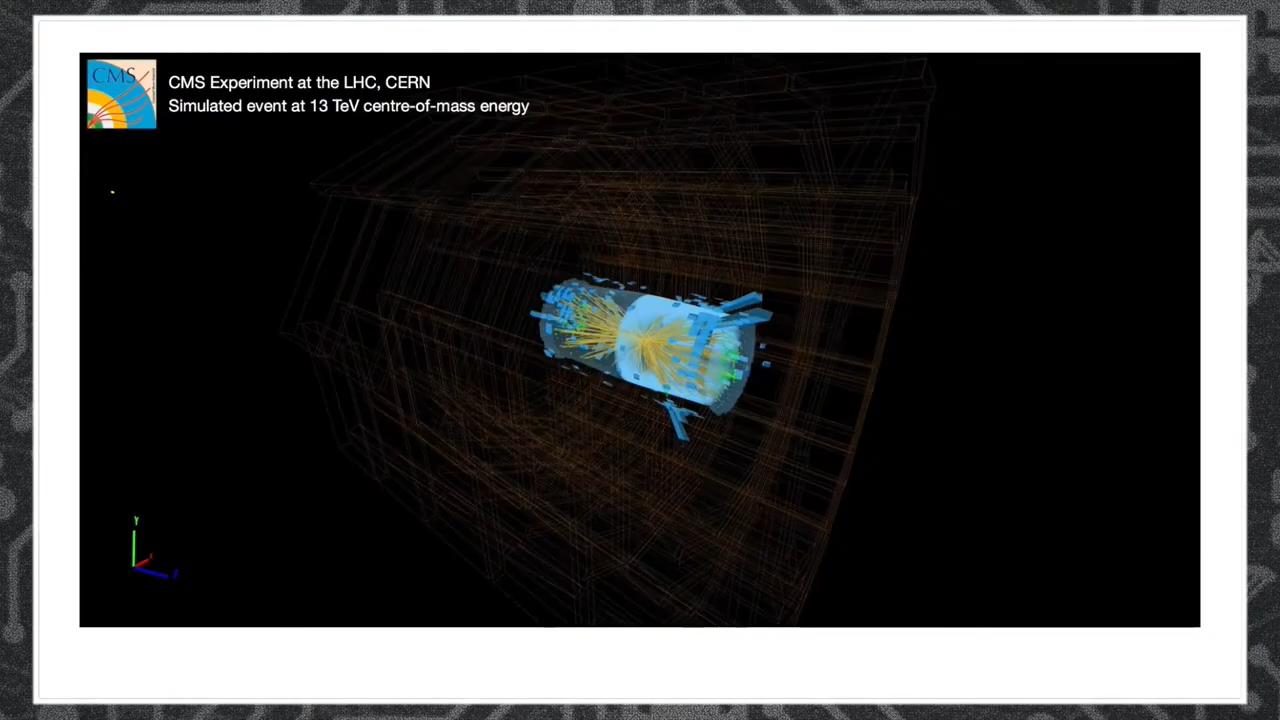 CMS
CMS Experiment at the LHC, CERN
Simulated event at 13 TeV centre-of-mass energy
Y
X
Z